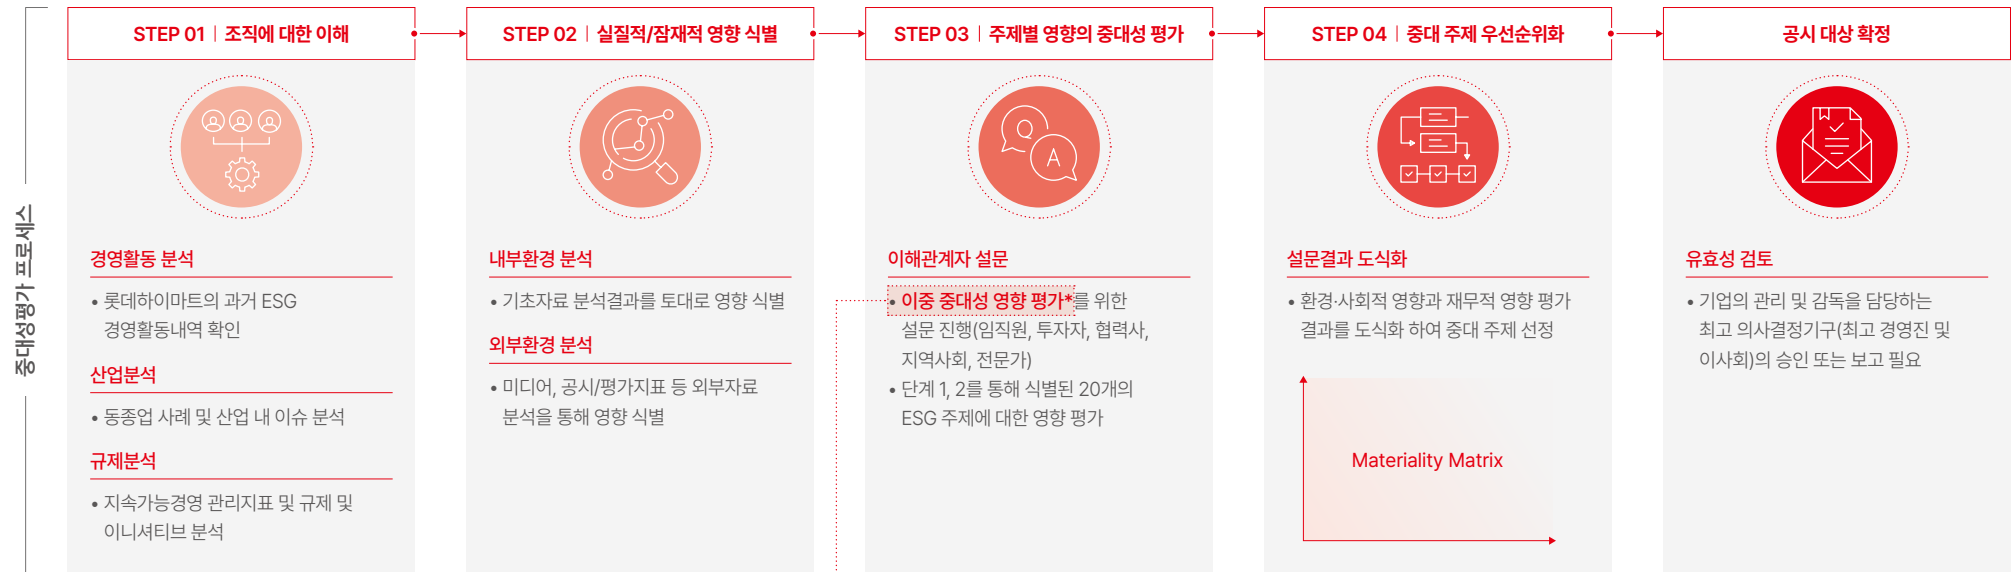 중대성평가 프로세스
STEP 01 | 조직에 대한 이해
경영활동 분석
• 롯데하이마트의 과거 ESG
경영활동내역 확인
산업분석
• 동종업 사례 및 산업 내 이슈 분석
규제분석
• 지속가능경영 관리지표 및 규제 및
이니셔티브 분석
STEP 02 | 실질적/잠재적 영향 식별
내부환경 분석
• 기초자료 분석결과를 토대로 영향 식별
외부환경 분석
• 미디어, 공시/평가지표 등 외부자료
분석을 통해 영향 식별
STEP 03 | 주제별 영향의 중대성 평가
Q
A
이해관계자 설문
• 이중 중대성 영향 평가*를 위한
설문 진행(임직원, 투자자, 협력사,
지역사회, 전문가)
• 단계 1, 2를 통해 식별된 20개의
ESG 주제에 대한 영향 평가
STEP 04 | 중대 주제 우선순위화
설문결과 도식화
• 환경·사회적 영향과 재무적 영향 평가
결과를 도식화 하여 중대 주제 선정
Materiality Matrix
공시 대상 확정
유효성 검토
• 기업의 관리 및 감독을 담당하는
최고 의사결정기구(최고 경영진 및
이사회)의 승인 또는 보고 필요